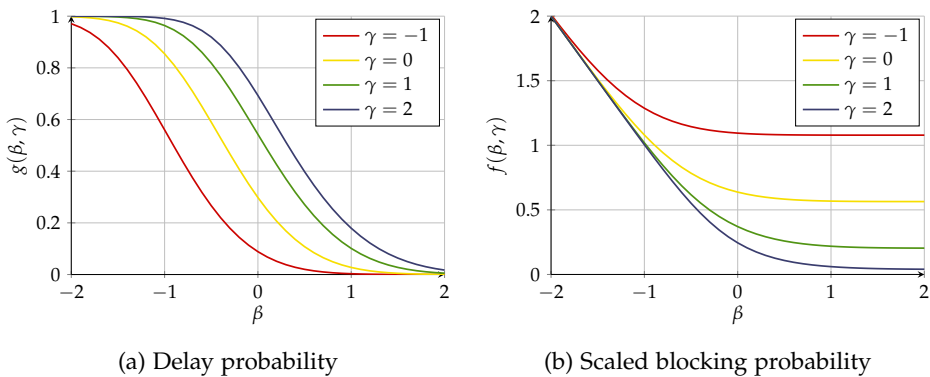 γ = −1
γ = 0
γ = 1
γ = 2
g(β, γ)
1
0.8
0.6
0.4
0.2
0
−2 −1 0 1 2
β
(a) Delay probability
γ = −1
γ = 0
γ = 1
γ = 2
f(β, γ)
2
1.5
1
0.5
0
−2 −1 0 1 2
β
(b) Scaled blocking probability